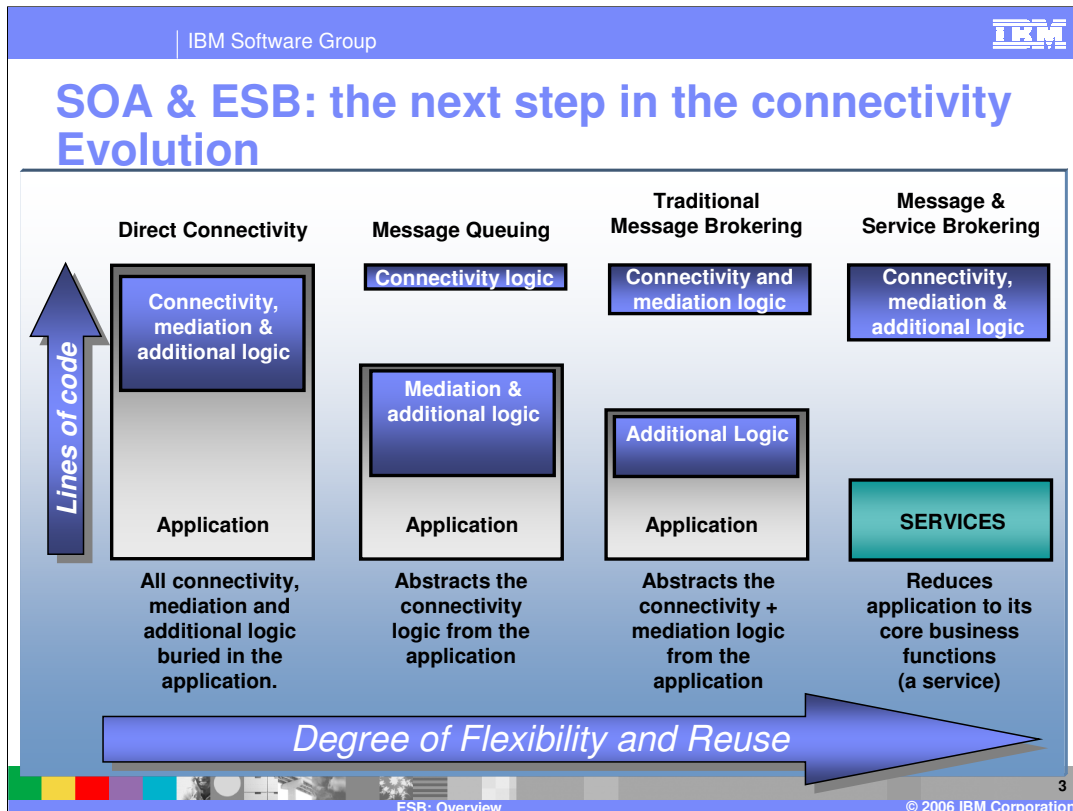 IBM Software Group
IBM
SOA & ESB: the next step in the connectivity
Evolution
Direct Connectivity
Message Queuing
Traditional
Message Brokering
Message &
Service Brokering
Lines of code
Connectivity,
mediation &
additional logic
Application
Connectivity logic
Mediation &
additional logic
Application
Connectivity and
mediation logic
Additional Logic
Application
Connectivity,
mediation &
additional logic
SERVICES
All connectivity,
mediation and
additional logic
buried in the
application.
Abstracts the
connectivity
logic from the
application
Abstracts the
connectivity +
mediation logic
from the
application
Reduces
application to its
core business
functions
(a service)
Degree of Flexibility and Reuse
3
ESB: Overview
© 2006 IBM Corporation